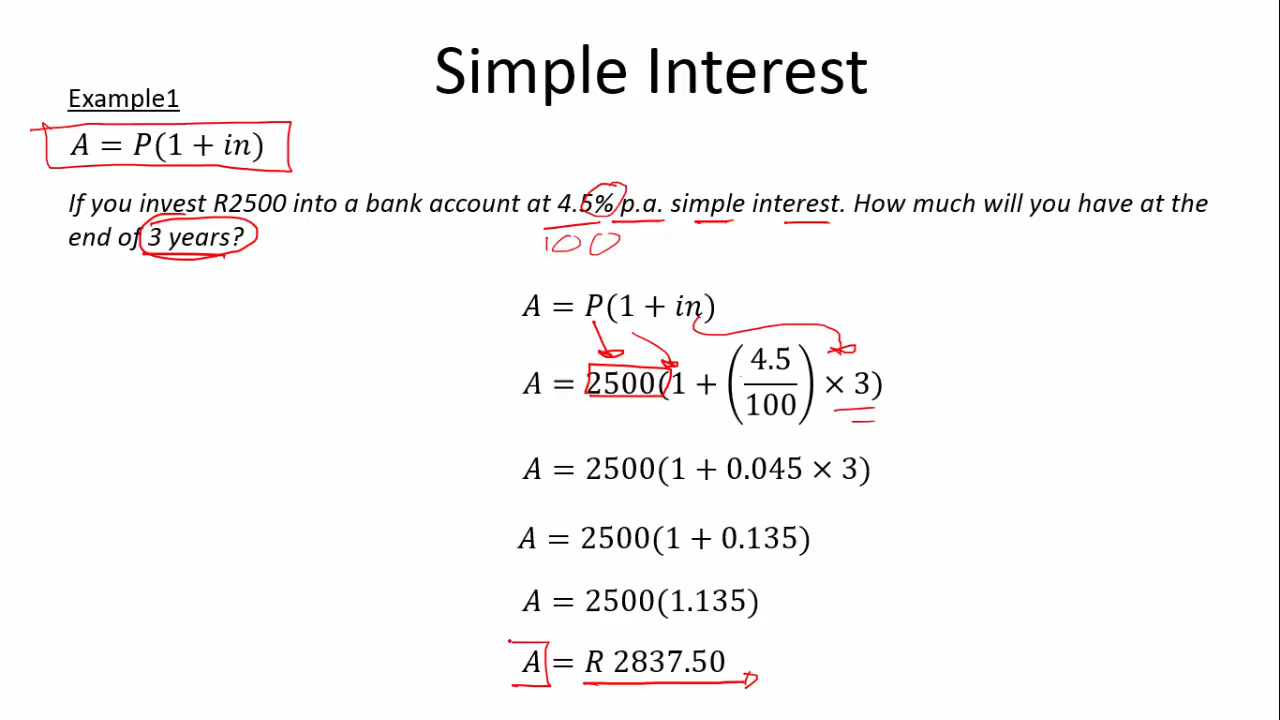 Simple Interest
Example1
A = P(1 + in)
If you invest R2500 into a bank account at 4.5% p.a. simple interest. How much will you have at the
end of 3 years?
100
A = P(1 + in)
A = 2500(1 + (4.5/100) × 3)
A = 2500(1 + 0.045 × 3)
A = 2500(1 + 0.135)
A = 2500(1.135)
A = R 2837.50